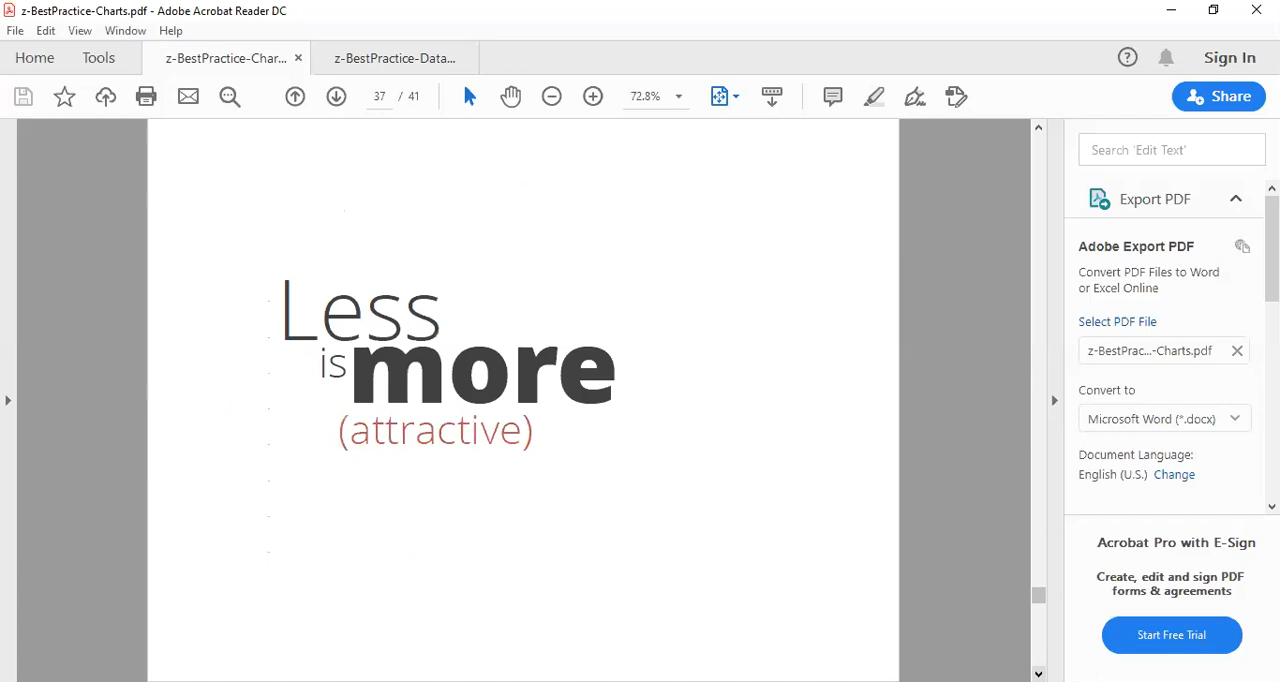 z-BestPractice-Charts.pdf - Adobe Acrobat Reader DC
File Edit View Window Help
Home Tools z-BestPractice-Char... × z-BestPractice-Data... Sign In
37 / 41 72.8% Share
Search 'Edit Text'
Export PDF
Adobe Export PDF
Convert PDF Files to Word
or Excel Online
Select PDF File
z-BestPrac...-Charts.pdf
Convert to
Microsoft Word (*.docx)
Document Language:
English (U.S.) Change
Acrobat Pro with E-Sign
Create, edit and sign PDF
forms & agreements
Start Free Trial
Less
is more
(attractive)